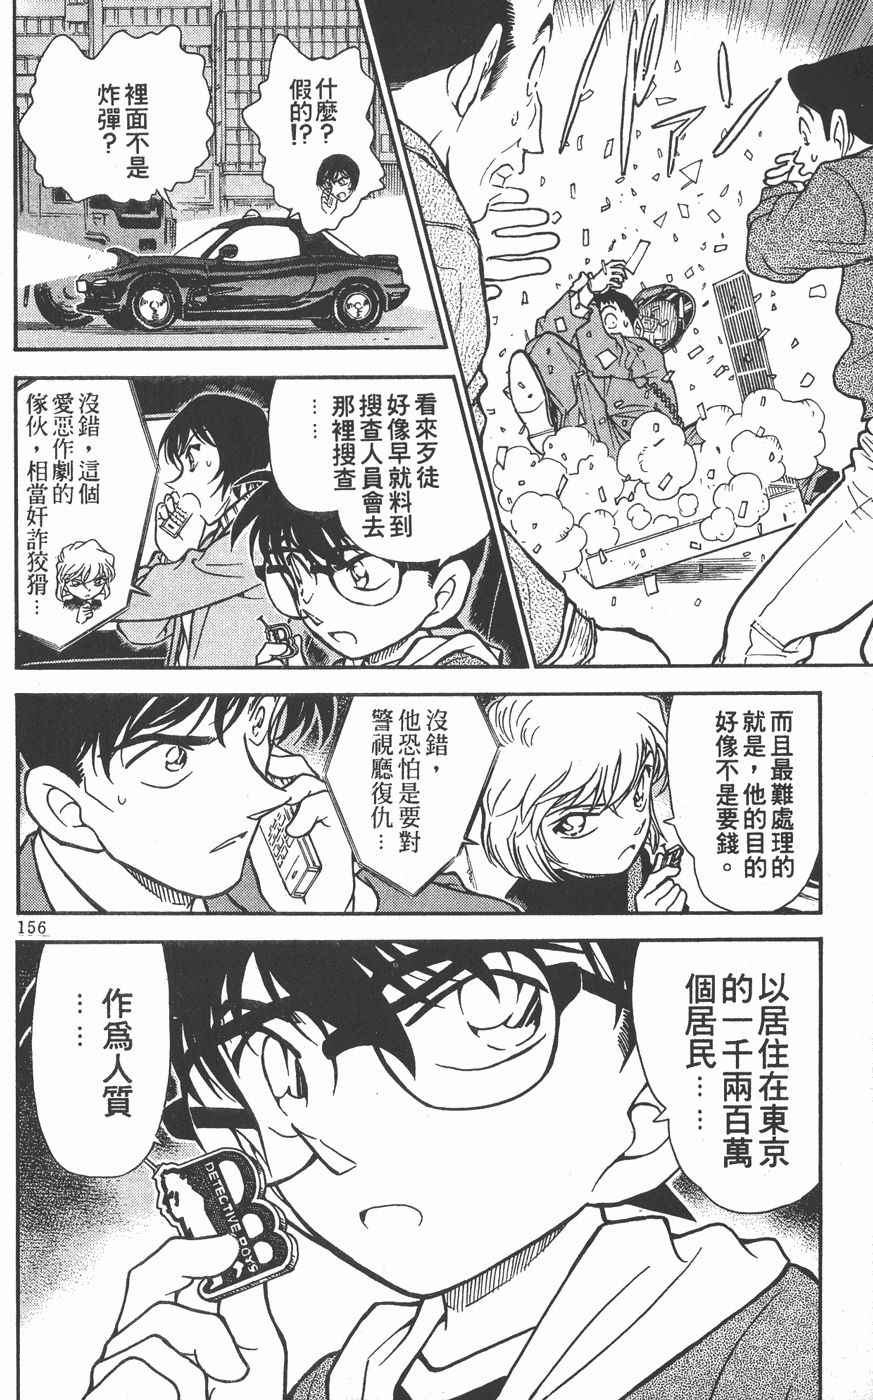 什麼？
假的!?
裡面不是
炸彈？
看來歹徒
好像早就料到
搜查人員會去
那裡搜查
……
沒錯，這個
愛惡作劇的
傢伙，相當奸詐狡猾…
而且最難處理的
就是，他的目的
好像不是要錢。
沒錯，
他恐怕是要對
警視廳復仇…
156
以居住在東京
的一千兩百萬
個居民……
作爲人質
……
DETECTIVE BOYS